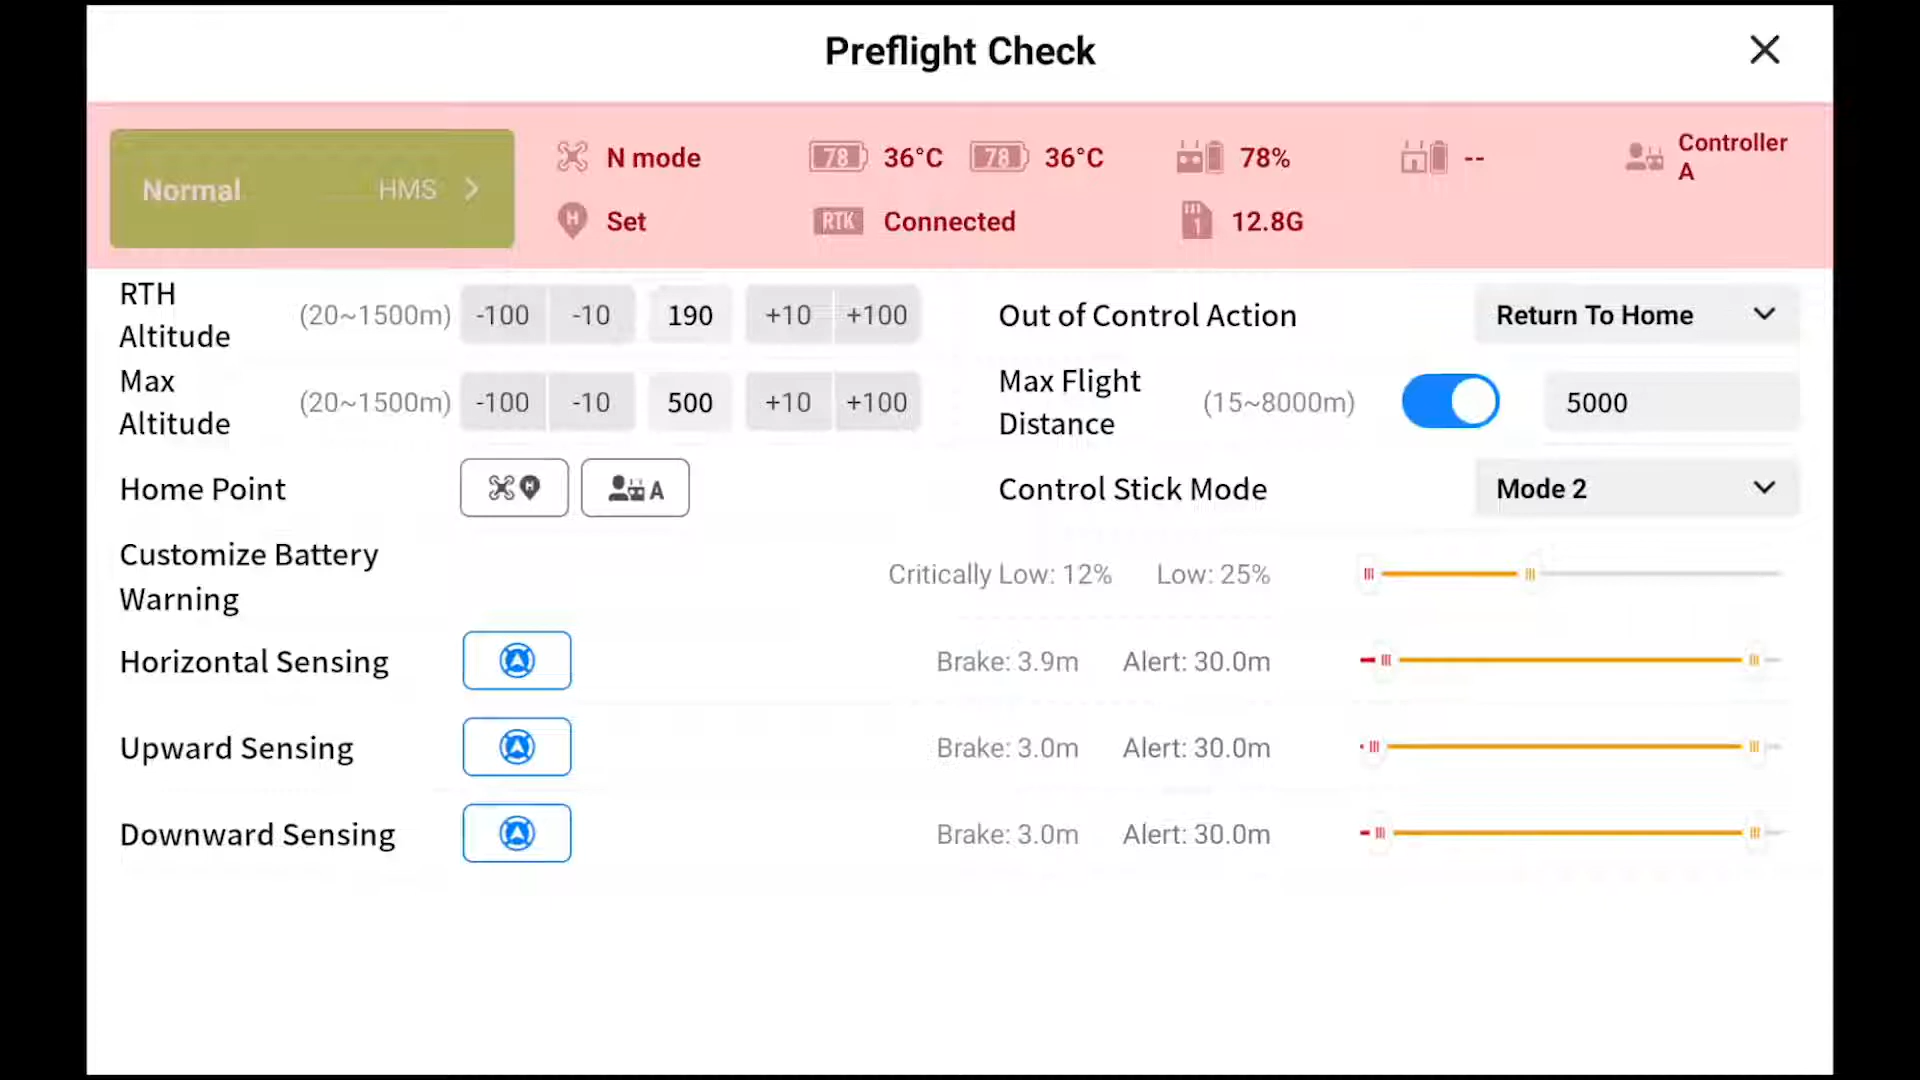 Preflight Check
Normal HMS
N mode 78 36°C 78 36°C 78% -- Controller A
H Set RTK Connected 1 12.8G
RTH Altitude (20~1500m) -100 -10 190 +10 +100 Out of Control Action Return To Home
Max Altitude (20~1500m) -100 -10 500 +10 +100 Max Flight Distance (15~8000m) 5000
Home Point H A Control Stick Mode Mode 2
Customize Battery Warning Critically Low: 12% Low: 25%
Horizontal Sensing Brake: 3.9m Alert: 30.0m
Upward Sensing Brake: 3.0m Alert: 30.0m
Downward Sensing Brake: 3.0m Alert: 30.0m